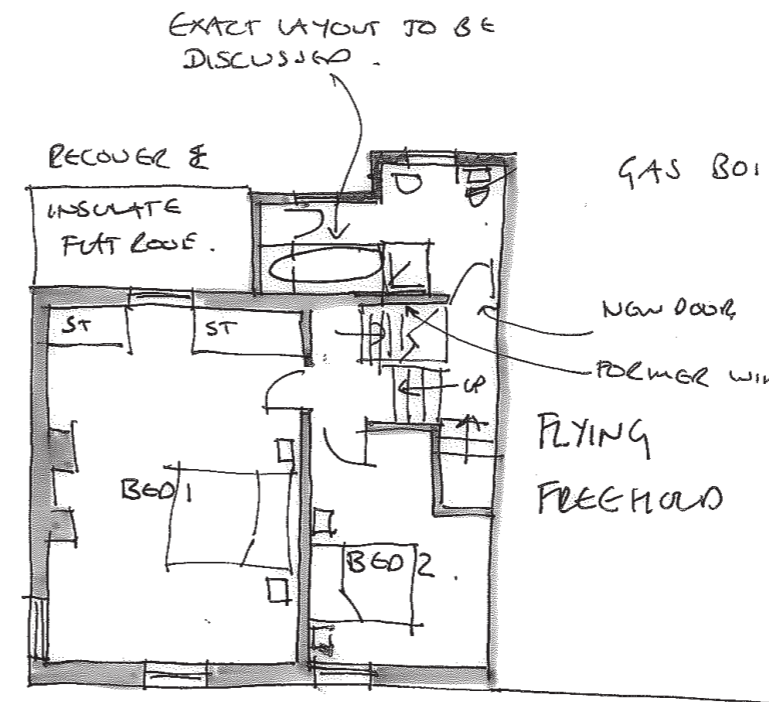 EXACT LAYOUT TO BE
DISCUSSED.
RECOVER &
INSULATE
FLAT ROOF.
GAS BOI
ST
ST
NEW DOOR
FORMER WIN
UP
FLYING
FREEHOLD
BED 1
BED 2